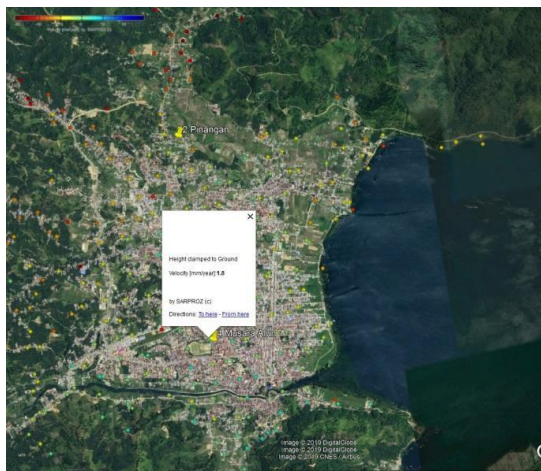 2 Pinangan
Height clamped to Ground
Velocity [mm/year]:1.8
by SARPROZ (c)
Directions: To here - From here
Image © 2019 DigitalGlobe
Image © 2019 DigitalGlobe
Image © 2019 CNES / Airbus